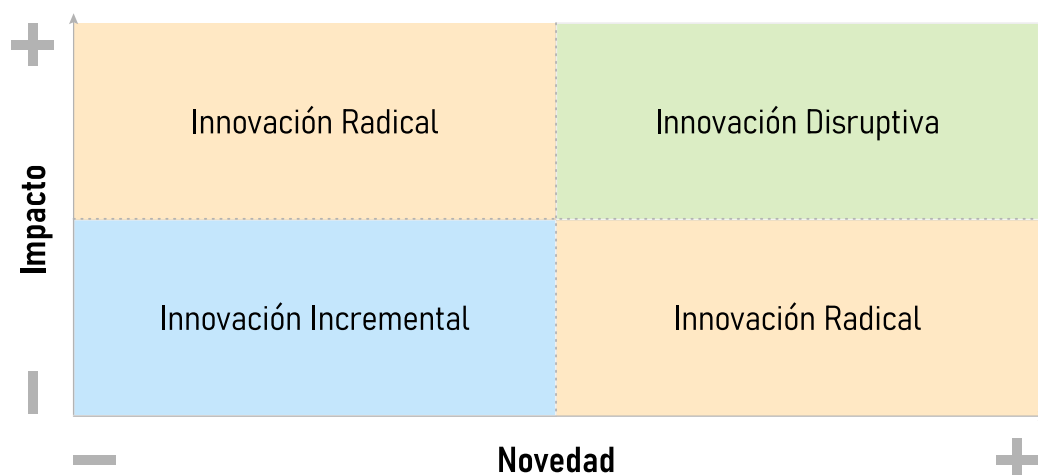 Innovación Radical
Innovación Disruptiva
Impacto
Innovación Incremental
Innovación Radical
Novedad